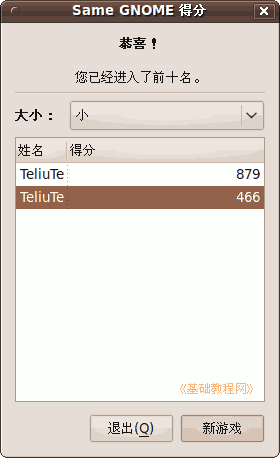 Same GNOME 得分
恭喜！
您已经进入了前十名。
大小： 小
姓名 得分
TeliuTe 879
TeliuTe 466
《基础教程网》
退出(Q) 新游戏